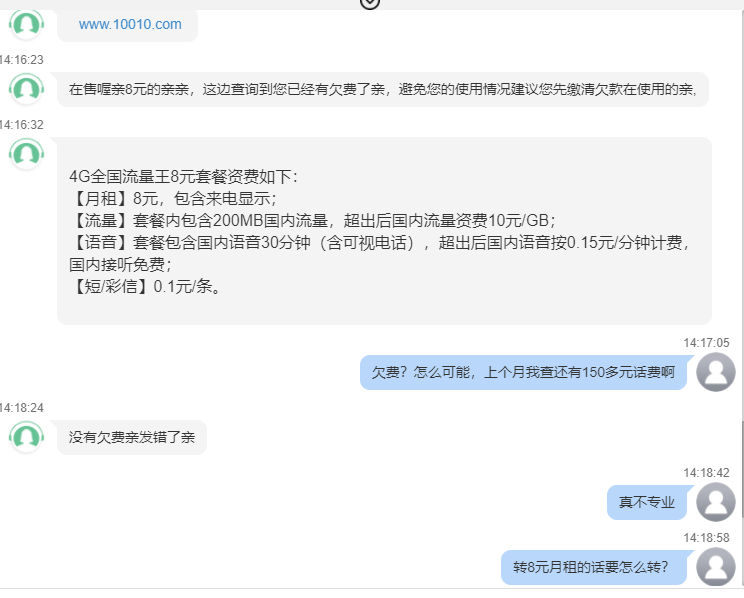 www.10010.com
14:16:23
在售喔亲8元的亲亲，这边查询到您已经有欠费了亲，避免您的使用情况建议您先缴清欠款在使用的亲,
14:16:32
4G全国流量王8元套餐资费如下：
【月租】8元，包含来电显示；
【流量】套餐内包含200MB国内流量，超出后国内流量资费10元/GB；
【语音】套餐包含国内语音30分钟（含可视电话），超出后国内语音按0.15元/分钟计费，
国内接听免费；
【短/彩信】0.1元/条。
14:17:05
欠费？怎么可能，上个月我查还有150多元话费啊
14:18:24
没有欠费亲发错了亲
14:18:42
真不专业
14:18:58
转8元月租的话要怎么转？